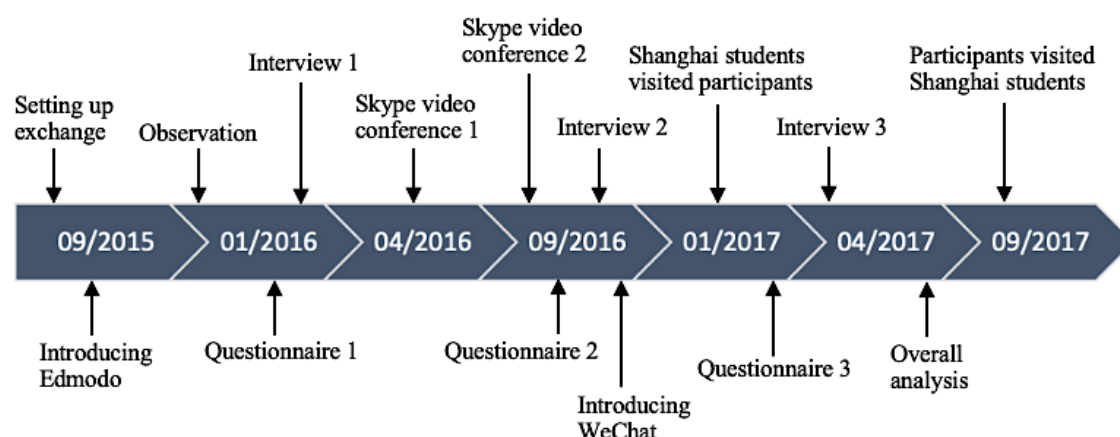 Skype video
conference 2
Shanghai students
visited participants
Participants visited
Shanghai students
Interview 1
Setting up
exchange
Skype video
conference 1
Observation
Interview 2
Interview 3
09/2015
01/2016
04/2016
09/2016
01/2017
04/2017
09/2017
Introducing
Edmodo
Questionnaire 1
Questionnaire 2
Questionnaire 3
Overall
analysis
Introducing
WeChat